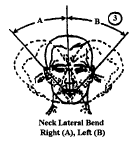 A B 3
Neck Lateral Bend
Right (A), Left (B)